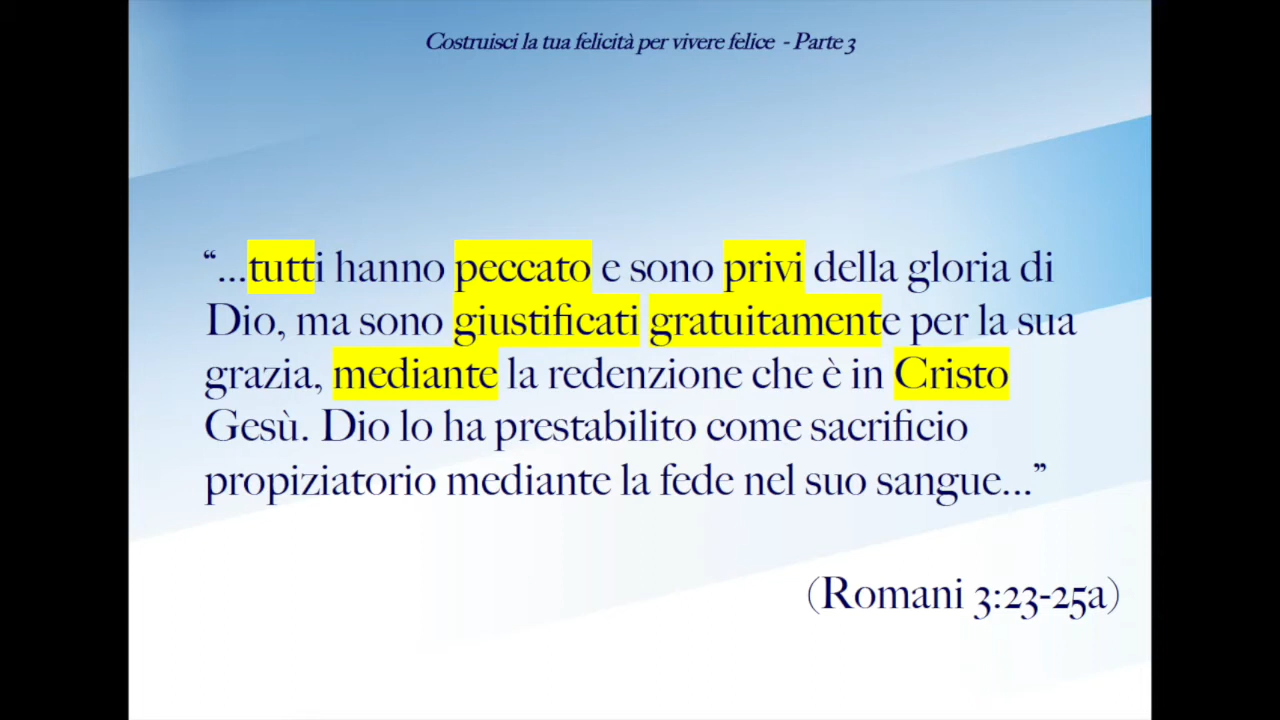 Costruisci la tua felicità per vivere felice - Parte 3
“...tutti hanno peccato e sono privi della gloria di
Dio, ma sono giustificati gratuitamente per la sua
grazia, mediante la redenzione che è in Cristo
Gesù. Dio lo ha prestabilito come sacrificio
propiziatorio mediante la fede nel suo sangue...”
(Romani 3:23-25a)